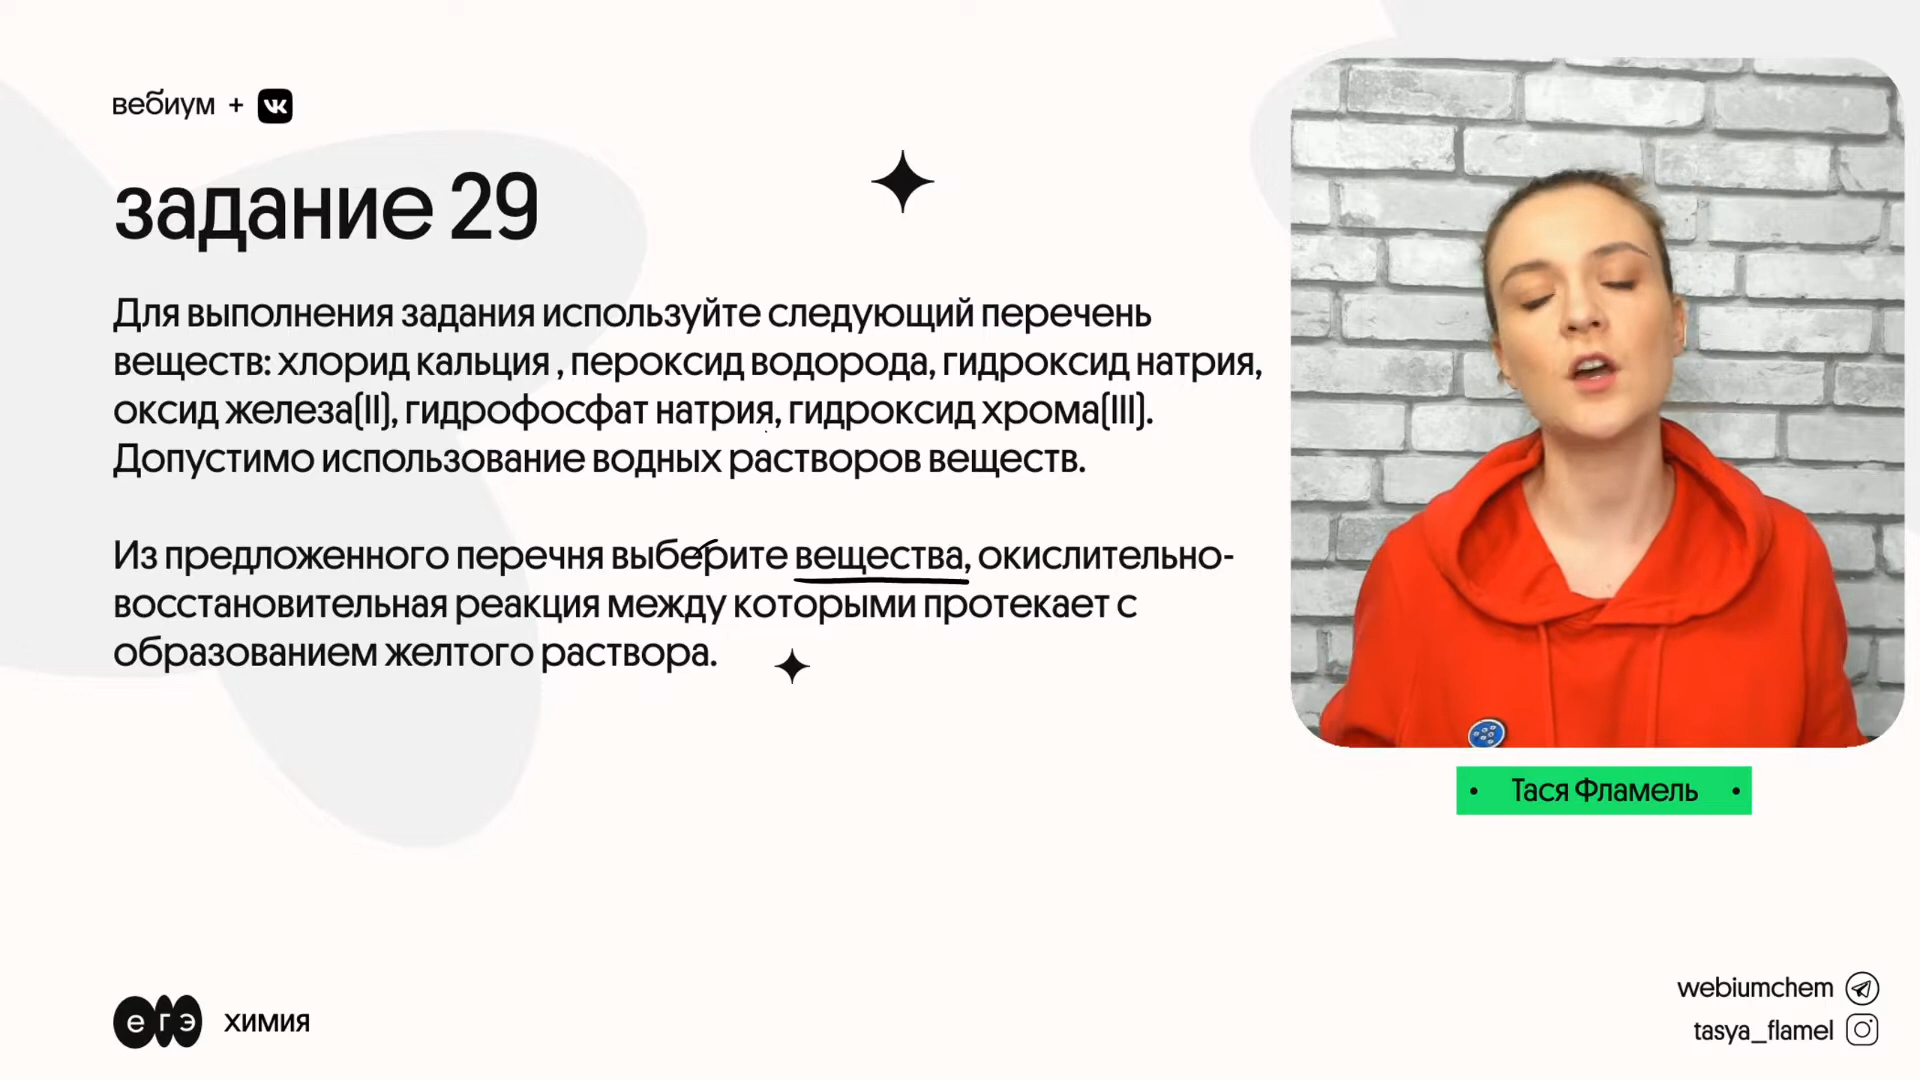 вебиум +
задание 29
Для выполнения задания используйте следующий перечень
веществ: хлорид кальция , пероксид водорода, гидроксид натрия,
оксид железа(II), гидрофосфат натрия, гидроксид хрома(III).
Допустимо использование водных растворов веществ.
Из предложенного перечня выберите вещества, окислительно-
восстановительная реакция между которыми протекает с
образованием желтого раствора.
• Тася Фламель •
егэ химия
webiumchem
tasya_flamel